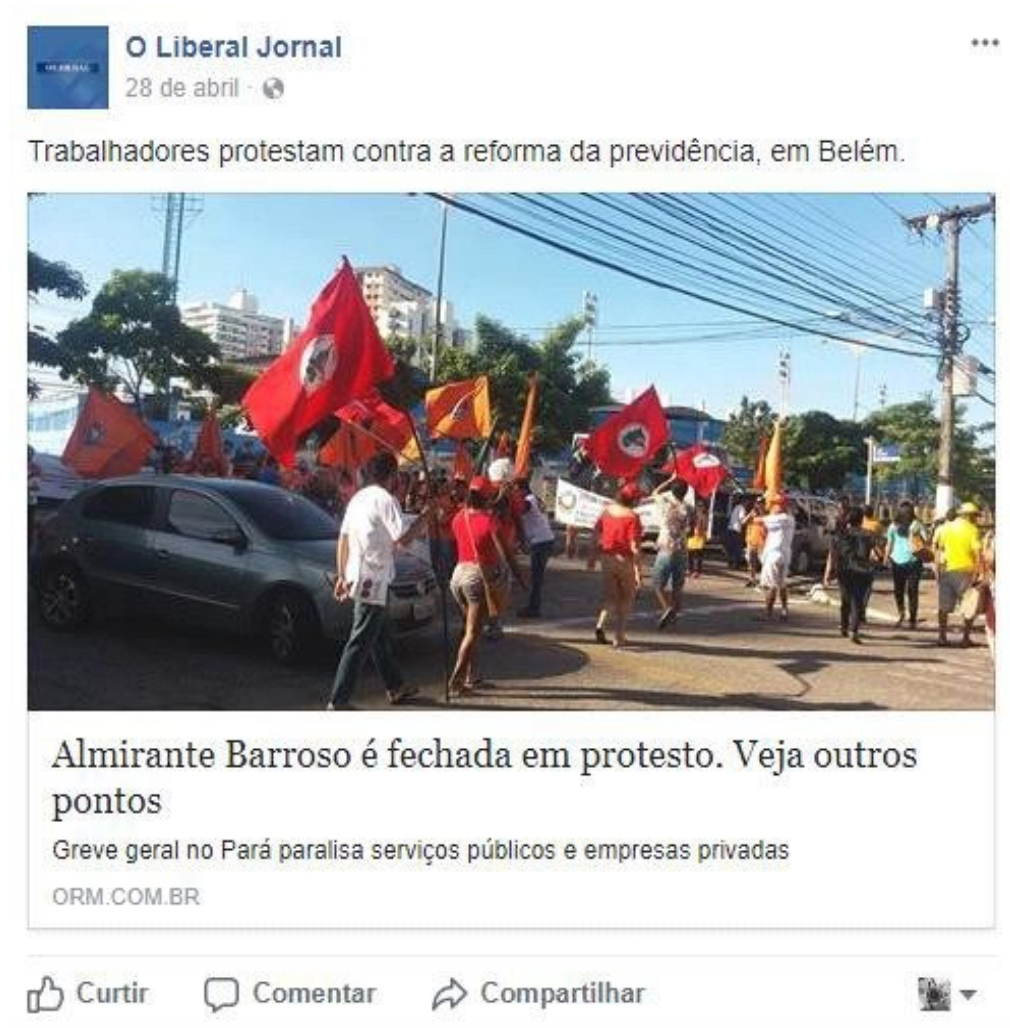 O Liberal Jornal
28 de abril ·
Trabalhadores protestam contra a reforma da previdência, em Belém.
Almirante Barroso é fechada em protesto. Veja outros
pontos
Greve geral no Pará paralisa serviços públicos e empresas privadas
ORM.COM.BR
Curtir Comentar Compartilhar